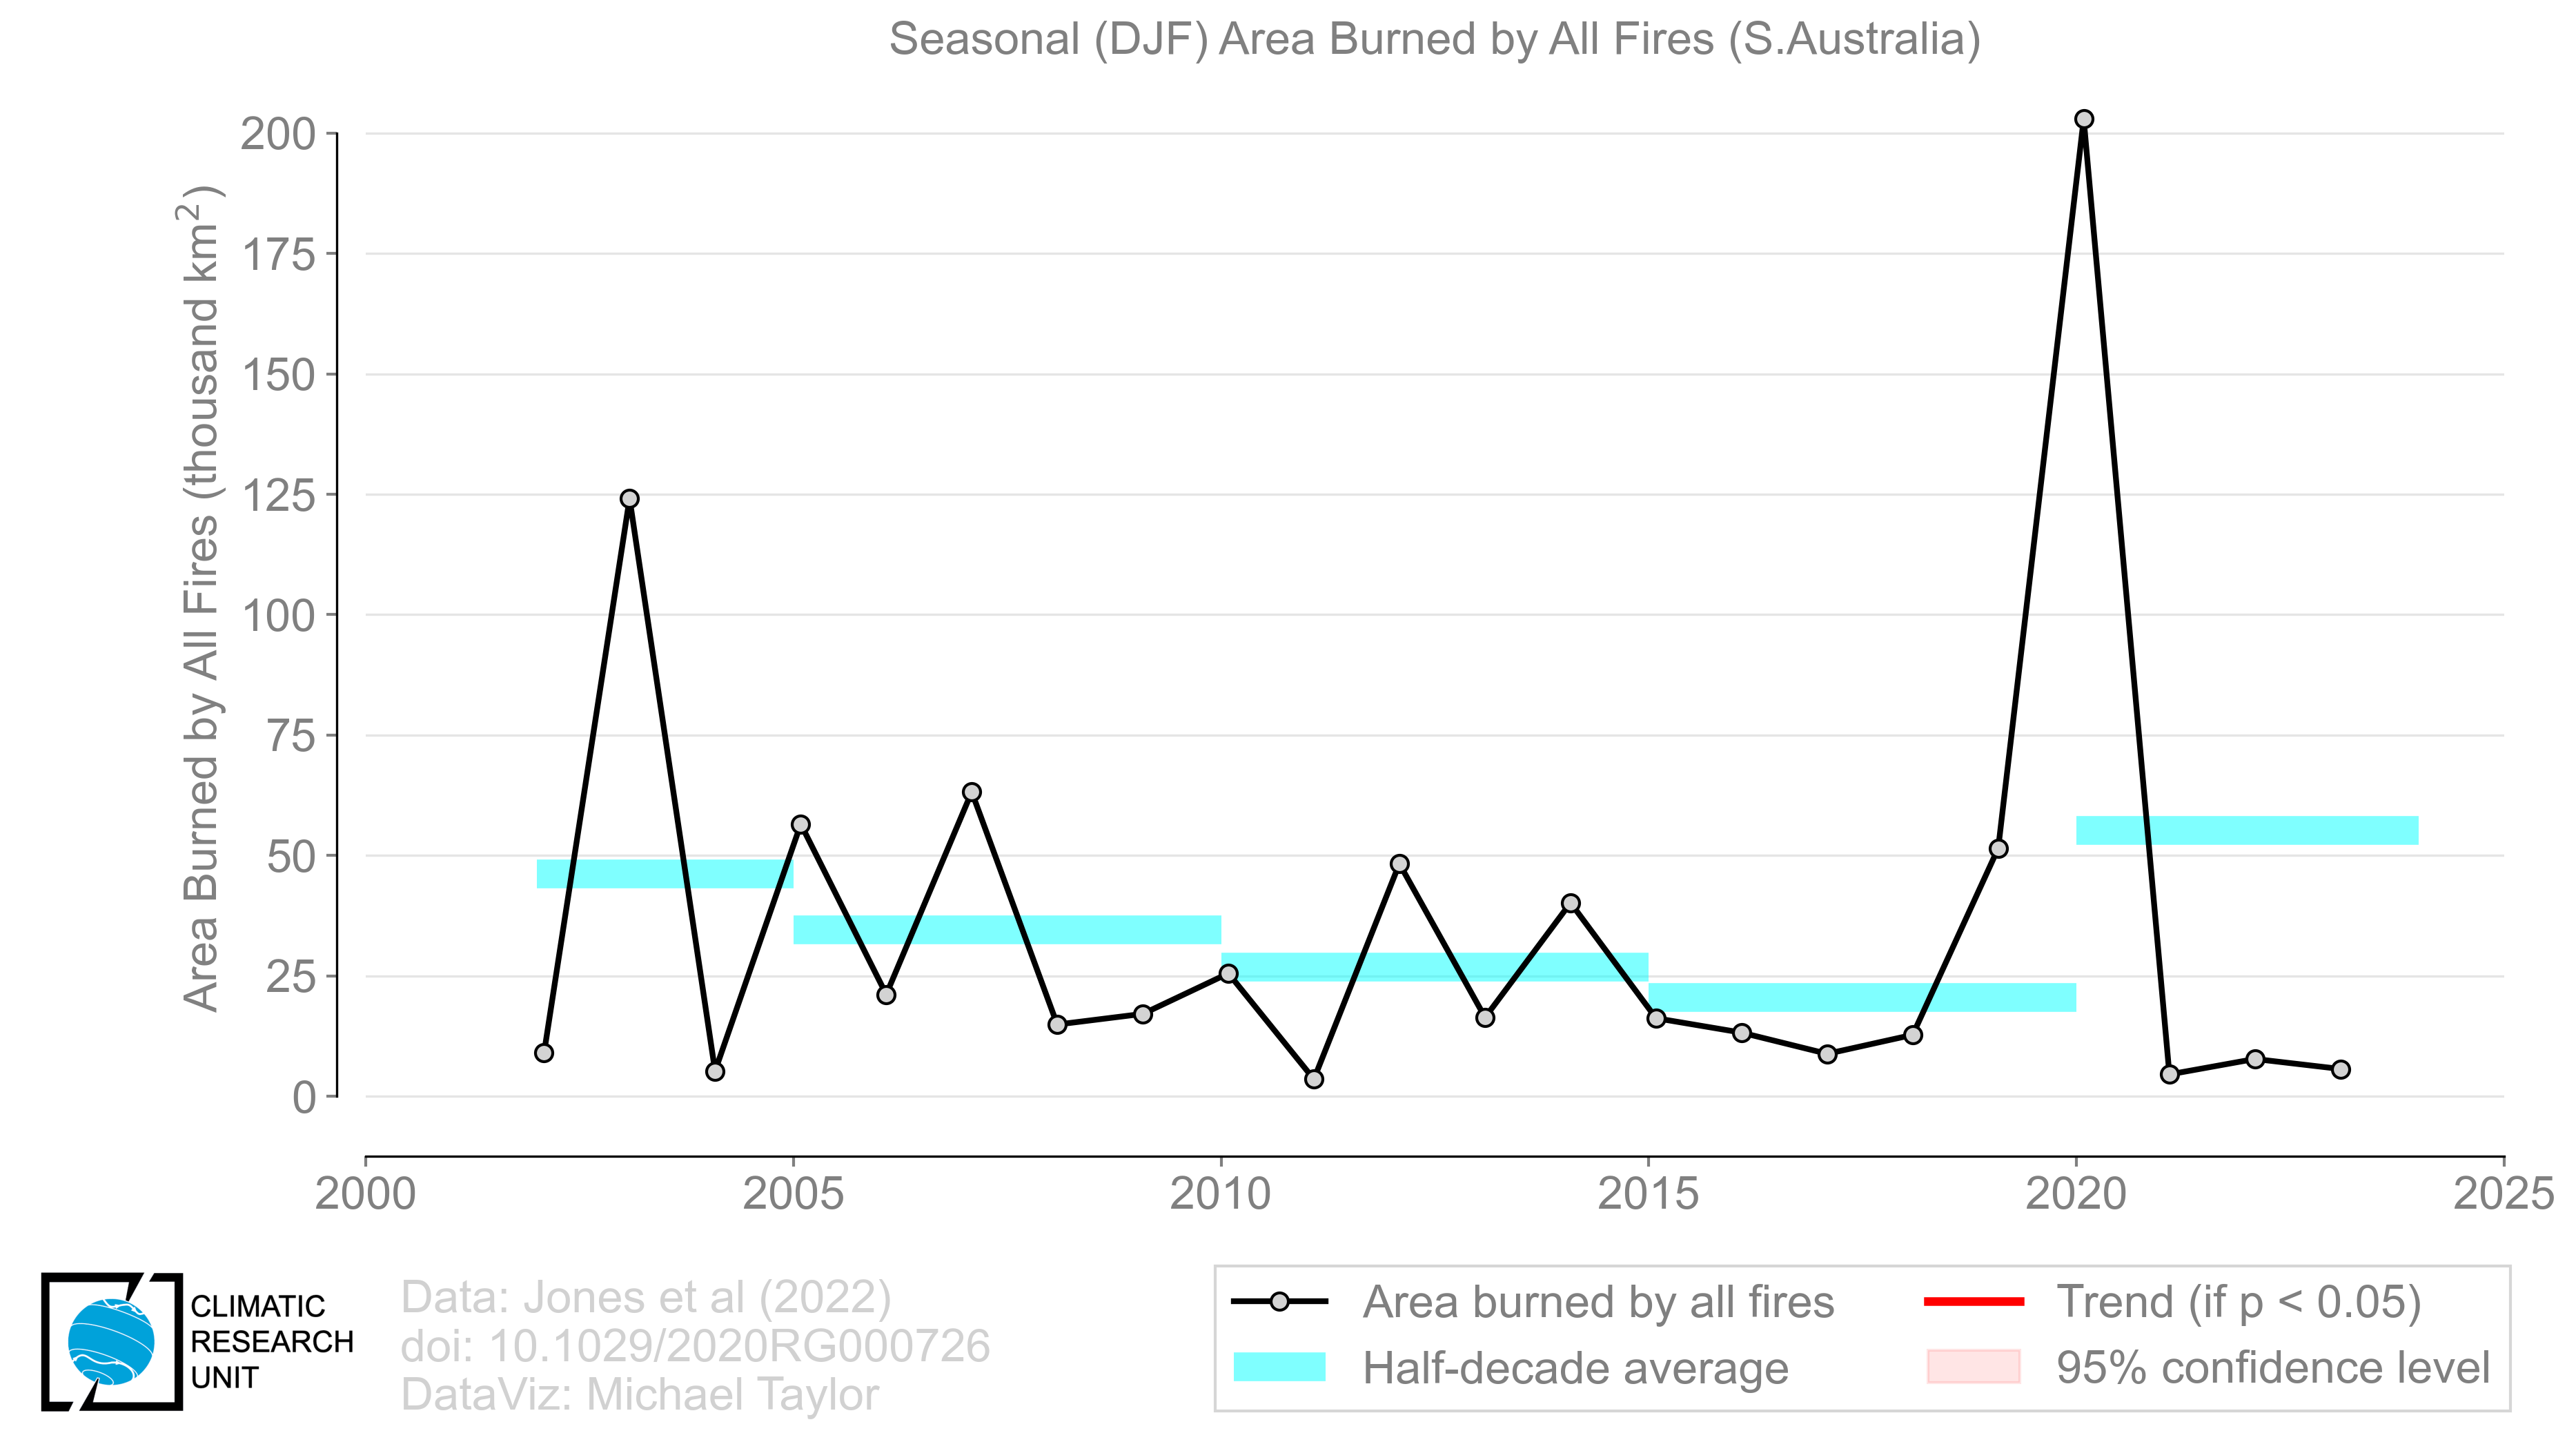 Seasonal (DJF) Area Burned by All Fires (S.Australia)
Area Burned by All Fires (thousand km²)
200
175
150
125
100
75
50
25
0
2000 2005 2010 2015 2020 2025
CLIMATIC
RESEARCH
UNIT
Data: Jones et al (2022)
doi: 10.1029/2020RG000726
DataViz: Michael Taylor
Area burned by all fires
Half-decade average
Trend (if p < 0.05)
95% confidence level